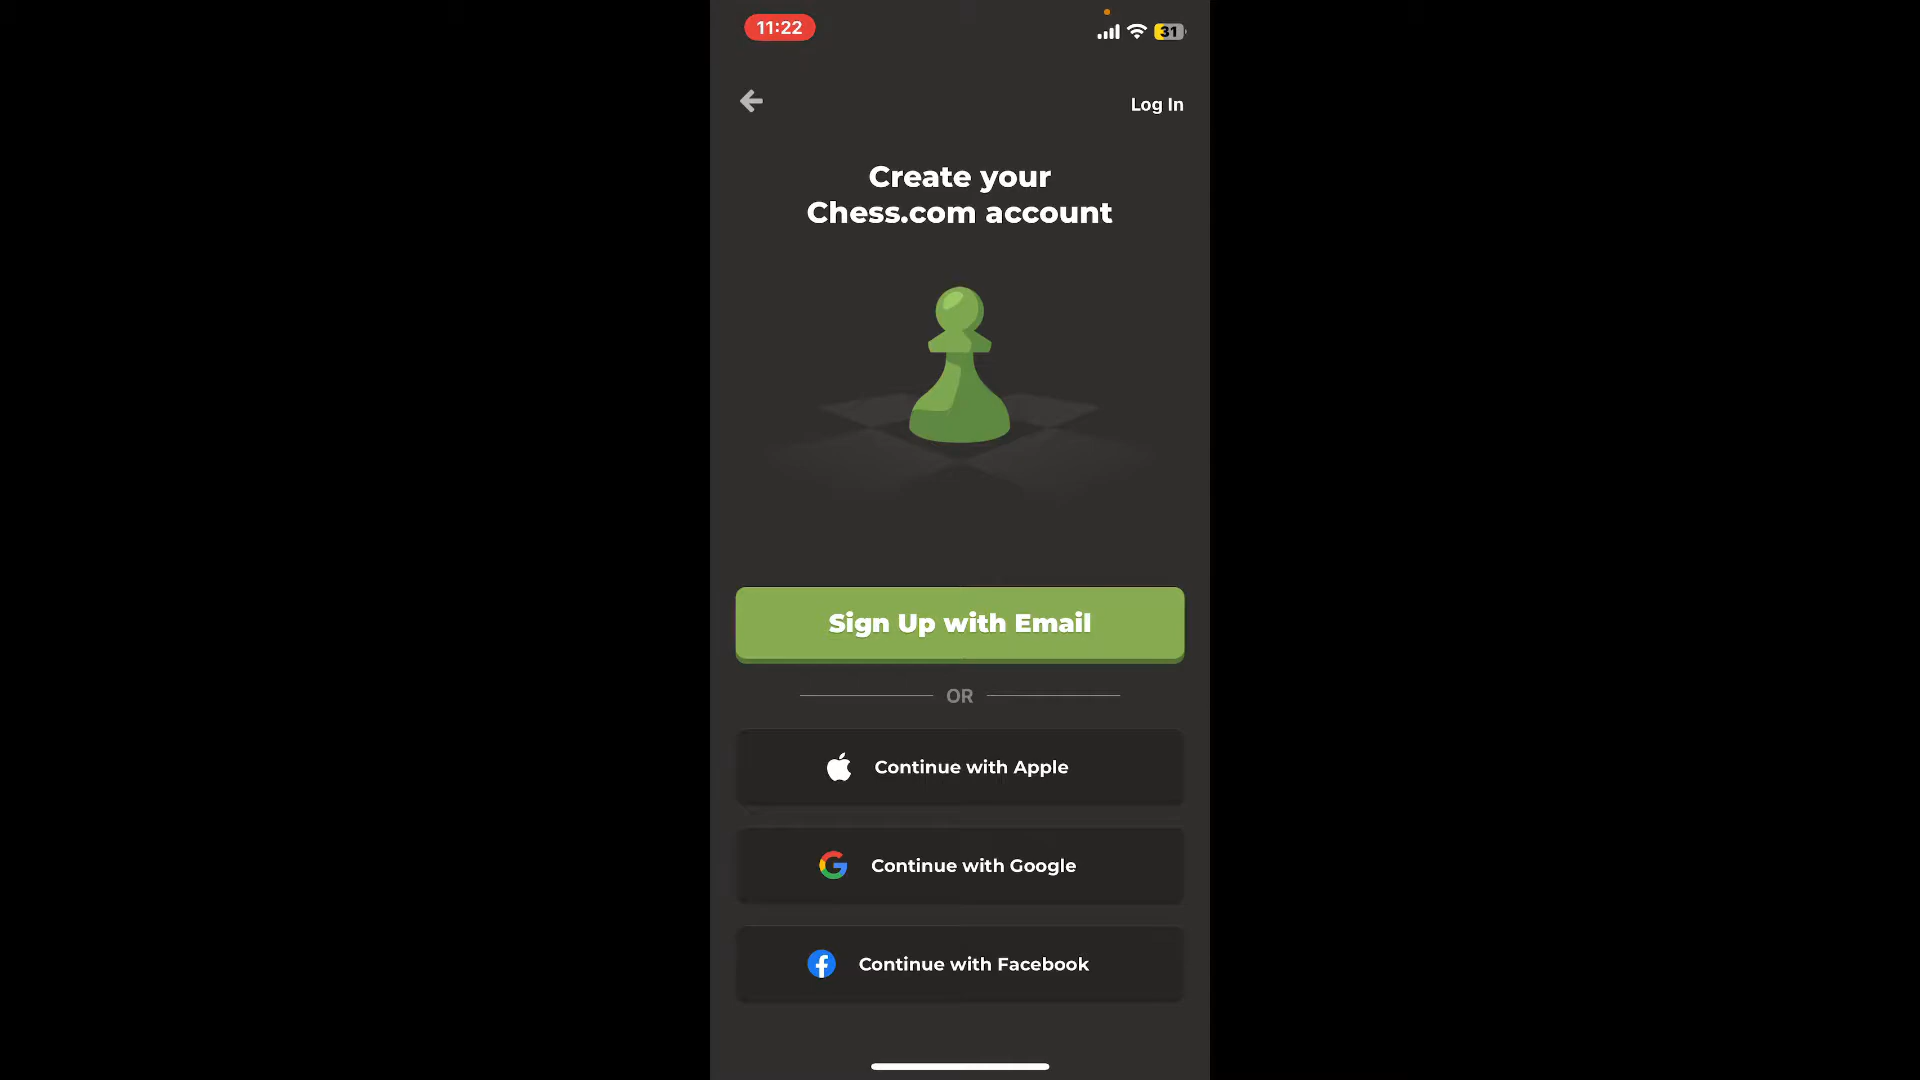 11:22
31
Log In
Create your
Chess.com account
Sign Up with Email
OR
Continue with Apple
Continue with Google
Continue with Facebook